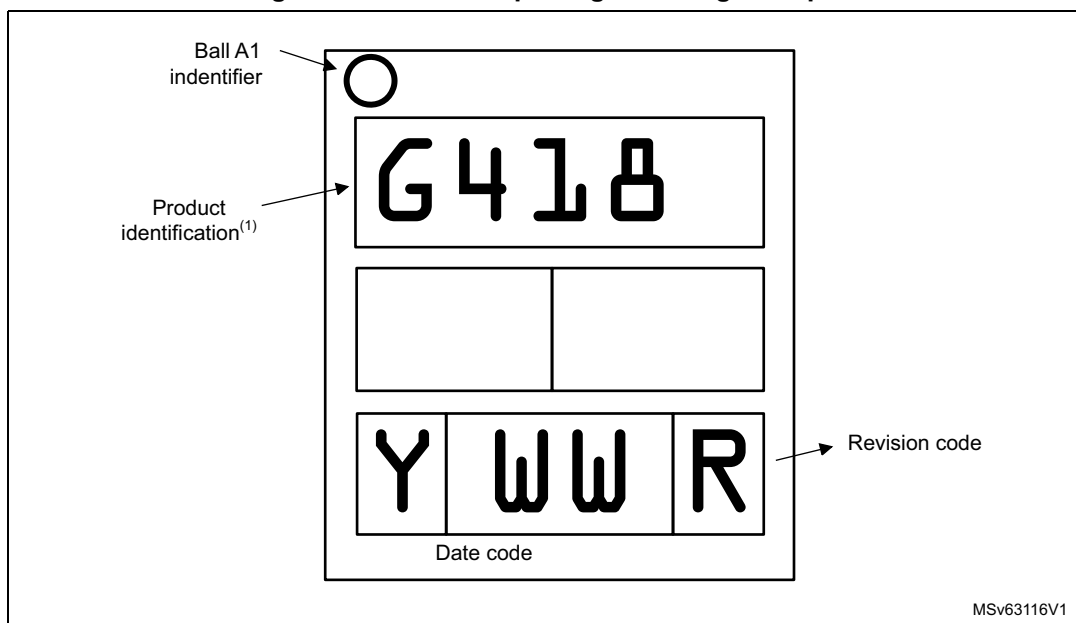 Ball A1
indentifier
G418
Product
identification(1)
Y WW R
Revision code
Date code
MSv63116V1